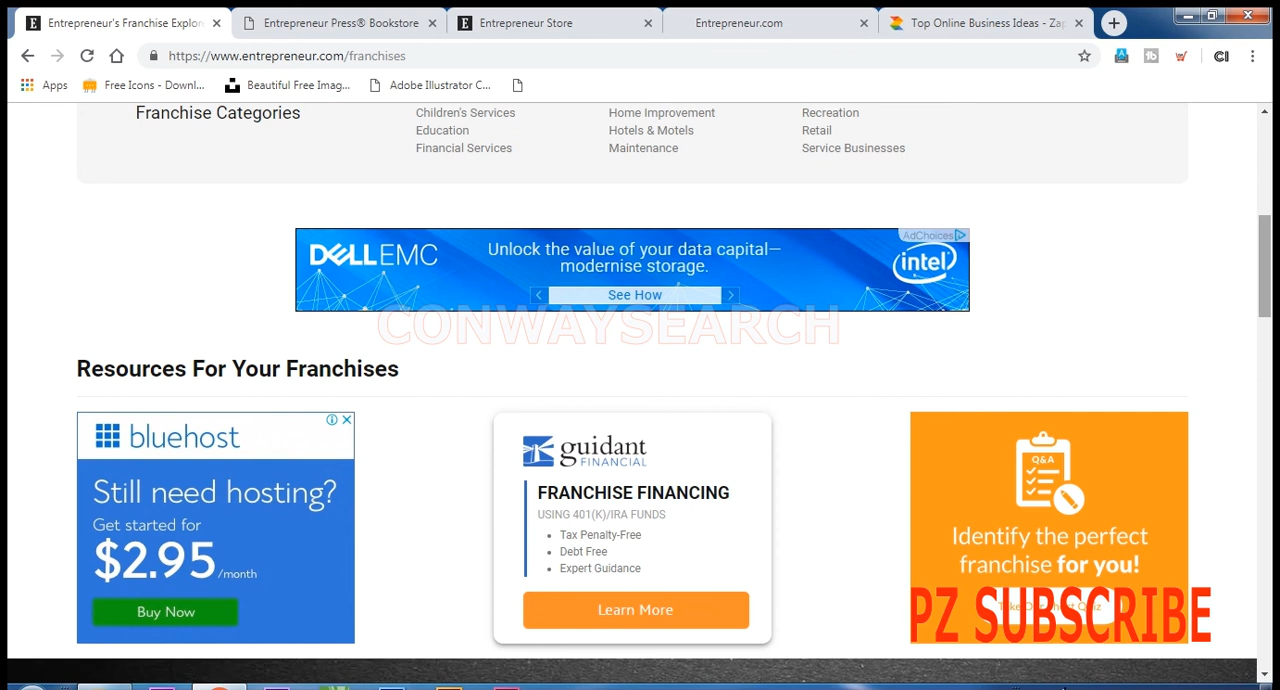 Entrepreneur's Franchise Explor
Entrepreneur Press® Bookstore
Entrepreneur Store
Entrepreneur.com
Top Online Business Ideas - Zap
https://www.entrepreneur.com/franchises
Apps
Free Icons - Downl...
Beautiful Free Imag...
Adobe Illustrator C...
Franchise Categories
Children's Services
Home Improvement
Recreation
Education
Hotels & Motels
Retail
Financial Services
Maintenance
Service Businesses
AdChoices
DELLEMC
Unlock the value of your data capital—
modernise storage.
See How
intel
CONWAYSEARCH
Resources For Your Franchises
bluehost
Still need hosting?
Get started for
$2.95/month
Buy Now
guidant
FINANCIAL
FRANCHISE FINANCING
USING 401(K)/IRA FUNDS
Tax Penalty-Free
Debt Free
Expert Guidance
Learn More
Q&A
Identify the perfect
franchise for you!
PZ SUBSCRIBE